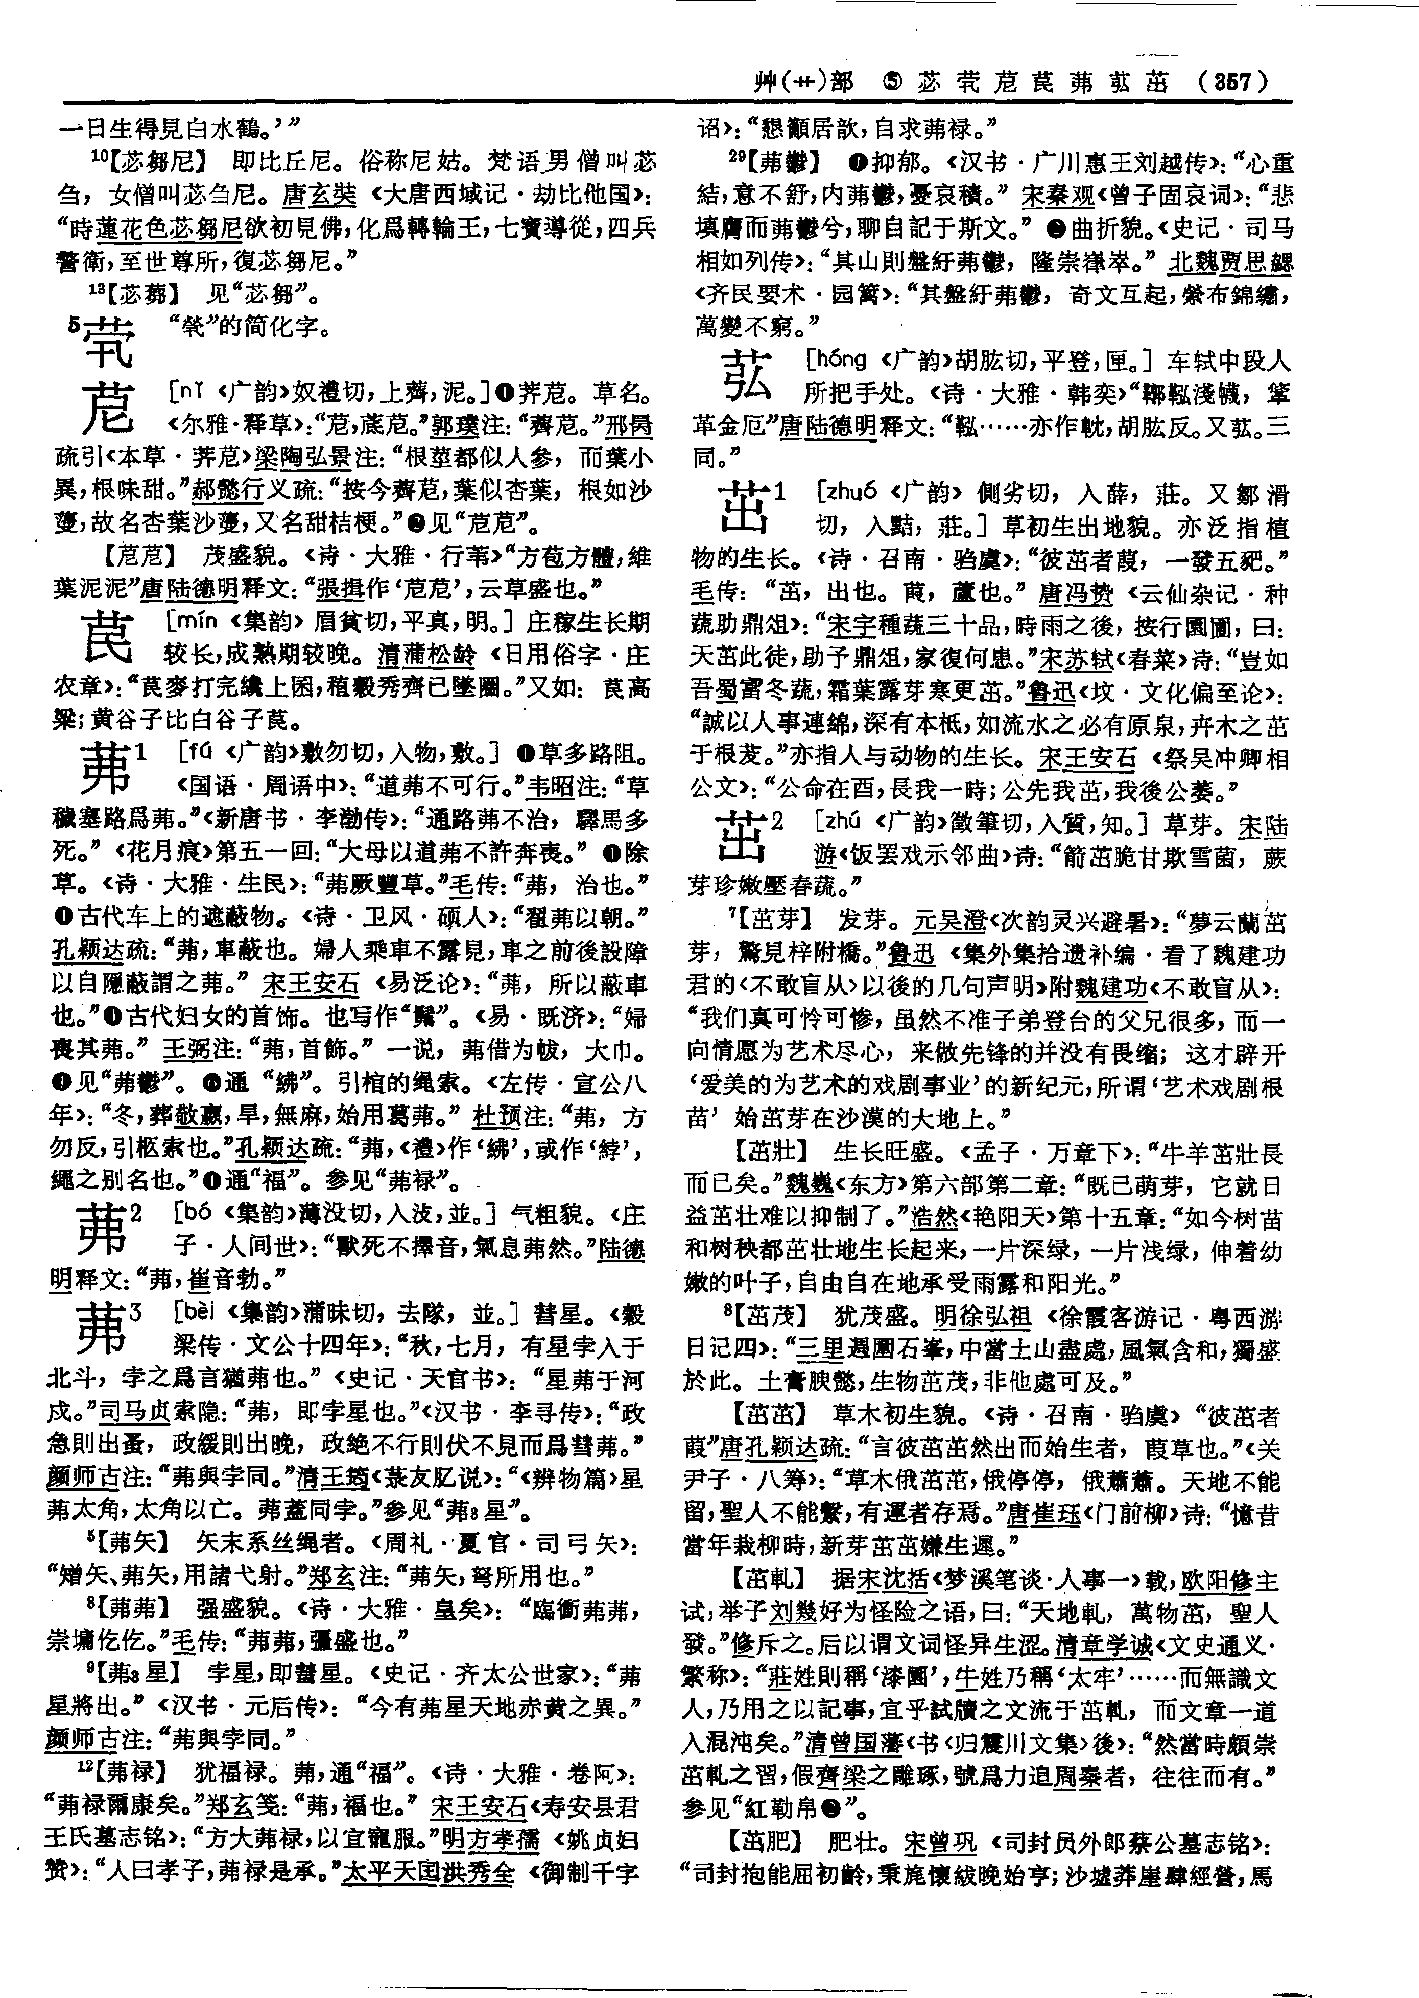 艸(艹)部 ⑤ 苾 茕 苨 苠 茀 苰 茁 (357)
一日生得見白水鶴。’”
¹⁰【苾芻尼】 即比丘尼。俗称尼姑。梵语男僧叫苾
刍，女僧叫苾刍尼。唐玄奘《大唐西域记·劫比他国》：
“時蓮花色苾芻尼欲初見佛，化爲轉輪王，七寳導從，四兵
警衛，至世尊所，復苾芻尼。”
¹³【苾蒭】 见“苾芻”。
5茕 “煢”的简化字。
苨 [nǐ 《广韵》奴禮切，上薺，泥。]❶荠苨。草名。
《尔雅·释草》：“苨，菧苨。”郭璞注：“薺苨。”邢昺
疏引《本草·荠苨》梁陶弘景注：“根莖都似人参，而葉小
異，根味甜。”郝懿行义疏：“按今薺苨，葉似杏葉，根如沙
蔘，故名杏葉沙蔘，又名甜桔梗。”❷见“苨苨”。
【苨苨】 茂盛貌。《诗·大雅·行苇》“方苞方體，維
葉泥泥”唐陆德明释文：“張揖作‘苨苨’，云草盛也。”
苠 [mín 《集韵》眉貧切，平真，明。] 庄稼生长期
较长，成熟期较晚。清蒲松龄《日用俗字·庄
农章》：“苠麥打完纔上囷，稙穀秀齊已墜圈。”又如：苠高
粱；黄谷子比白谷子苠。
茀1 [fú 《广韵》敷勿切，入物，敷。] ❶草多路阻。
《国语·周语中》：“道茀不可行。”韦昭注：“草
穢塞路爲茀。”《新唐书·李渤传》：“通路茀不治，驛馬多
死。”《花月痕》第五一回：“大母以道茀不許奔喪。” ❷除
草。《诗·大雅·生民》：“茀厥豐草。”毛传：“茀，治也。”
❸古代车上的遮蔽物。《诗·卫风·硕人》：“翟茀以朝。”
孔颖达疏：“茀，車蔽也。婦人乘車不露見，車之前後設障
以自隱蔽謂之茀。” 宋王安石《易泛论》：“茀，所以蔽車
也。”❹古代妇女的首饰。也写作“髴”。《易·既济》：“婦
喪其茀。” 王弼注：“茀，首飾。” 一说，茀借为帗，大巾。
❺见“茀鬱”。❻通“紼”。引棺的绳索。《左传·宣公八
年》：“冬，葬敬嬴，旱，無麻，始用葛茀。” 杜预注：“茀，方
勿反，引柩索也。”孔颖达疏：“茀，《禮》作‘紼’，或作‘綍’，
繩之别名也。”❼通“福”。参见“茀禄”。
茀2 [bó 《集韵》薄没切，入没，並。] 气粗貌。《庄
子·人间世》：“獸死不擇音，氣息茀然。”陆德
明释文：“茀，崔音勃。”
茀3 [bèi 《集韵》蒲昧切，去隊，並。] 彗星。《穀
梁传·文公十四年》：“秋，七月，有星孛入于
北斗，孛之爲言猶茀也。”《史记·天官书》：“星茀于河
戍。”司马贞索隐：“茀，即孛星也。”《汉书·李寻传》：“政
急則出蚤，政緩則出晚，政絶不行則伏不見而爲彗茀。”
颜师古注：“茀與孛同。”清王筠《菉友肊说》：“《辨物篇》星
茀太角，太角以亡。茀蓋同孛。”参见“茀₃星”。
⁵【茀矢】 矢末系丝绳者。《周礼·夏官·司弓矢》：
“矰矢、茀矢，用諸弋射。”郑玄注：“茀矢，弩所用也。”
⁸【茀茀】 强盛貌。《诗·大雅·皇矣》：“臨衝茀茀，
崇墉仡仡。”毛传：“茀茀，彊盛也。”
⁹【茀₃星】 孛星，即彗星。《史记·齐太公世家》：“茀
星將出。”《汉书·元后传》：“今有茀星天地赤黄之異。”
颜师古注：“茀與孛同。”
¹²【茀禄】 犹福禄。茀，通“福”。《诗·大雅·卷阿》：
“茀禄爾康矣。”郑玄笺：“茀，福也。” 宋王安石《寿安县君
王氏墓志铭》：“方大茀禄，以宜寵服。”明方孝孺《姚贞妇
赞》：“人曰孝子，茀禄是承。”太平天囯洪秀全《御制千字
诏》：“懇籲居歆，自求茀禄。”
²⁹【茀鬱】 ❶抑郁。《汉书·广川惠王刘越传》：“心重
結，意不舒，内茀鬱，憂哀積。” 宋秦观《曾子固哀词》：“悲
填膺而茀鬱兮，聊自記于斯文。” ❷曲折貌。《史记·司马
相如列传》：“其山則盤紆茀鬱，隆崇嵂崒。” 北魏贾思勰
《齐民要术·园篱》：“其盤紆茀鬱，奇文互起，縈布錦繡，
萬變不窮。”
苰 [hóng 《广韵》胡肱切，平登，匣。] 车轼中段人
所把手处。《诗·大雅·韩奕》“鞹鞃淺幭，鞗
革金厄”唐陆德明释文：“鞃……亦作軚，胡肱反。又苰。三
同。”
茁1 [zhuó 《广韵》側劣切，入薛，莊。又鄒滑
切，入黠，莊。] 草初生出地貌。亦泛指植
物的生长。《诗·召南·驺虞》：“彼茁者葭，一發五豝。”
毛传：“茁，出也。葭，蘆也。” 唐冯贽《云仙杂记·种
蔬助鼎俎》：“宋宇種蔬三十品，時雨之後，按行園圃，曰：
天茁此徒，助予鼎俎，家復何患。”宋苏轼《春菜》诗：“豈如
吾蜀富冬蔬，霜葉露芽寒更茁。”鲁迅《坟·文化偏至论》：
“誠以人事連綿，深有本柢，如流水之必有原泉，卉木之茁
于根荄。”亦指人与动物的生长。宋王安石《祭吴冲卿相
公文》：“公命在酉，長我一時；公先我茁，我後公萎。”
茁2 [zhú 《广韵》徵筆切，入質，知。] 草芽。宋陆
游《饭罢戏示邻曲》诗：“箭茁脆甘欺雪菌，蕨
芽珍嫩壓春蔬。”
⁷【茁芽】 发芽。元吴澄《次韵灵兴避暑》：“夢云蘭茁
芽，驚見梓附橋。”鲁迅《集外集拾遗补编·看了魏建功
君的〈不敢盲从〉以後的几句声明》附魏建功《不敢盲从》：
“我们真可怜可惨，虽然不准子弟登台的父兄很多，而一
向情愿为艺术尽心，来做先锋的并没有畏缩；这才辟开
‘爱美的为艺术的戏剧事业’的新纪元，所谓‘艺术戏剧根
苗’始茁芽在沙漠的大地上。”
【茁壯】 生长旺盛。《孟子·万章下》：“牛羊茁壯長
而已矣。”魏巍《东方》第六部第二章：“既已萌芽，它就日
益茁壮难以抑制了。”浩然《艳阳天》第十五章：“如今树苗
和树秧都茁壮地生长起来，一片深绿，一片浅绿，伸着幼
嫩的叶子，自由自在地承受雨露和阳光。”
⁸【茁茂】 犹茂盛。明徐弘祖《徐霞客游记·粤西游
日记四》：“三里週圍石峯，中當土山盡處，風氣含和，獨盛
於此。土膏腴懿，生物茁茂，非他處可及。”
【茁茁】 草木初生貌。《诗·召南·驺虞》“彼茁者
葭”唐孔颖达疏：“言彼茁茁然出而始生者，葭草也。”《关
尹子·八筹》：“草木俄茁茁，俄停停，俄蕭蕭。天地不能
留，聖人不能繫，有運者存焉。”唐崔珏《门前柳》诗：“憶昔
當年栽柳時，新芽茁茁嫌生遲。”
【茁軋】 据宋沈括《梦溪笔谈·人事一》载，欧阳修主
试，举子刘幾好为怪险之语，曰：“天地軋，萬物茁，聖人
發。”修斥之。后以谓文词怪异生涩。清章学诚《文史通义·
繁称》：“莊姓則稱‘漆園’，牛姓乃稱‘太牢’……而無識文
人，乃用之以記事，宜乎試牘之文流于茁軋，而文章一道
入混沌矣。”清曾国藩《书〈归震川文集〉後》：“然當時頗崇
茁軋之習，假齊梁之雕琢，號爲力追周秦者，往往而有。”
参见“紅勒帛❷”。
【茁肥】 肥壮。宋曾巩《司封员外郎蔡公墓志铭》：
“司封抱能屈初齡，秉旄懷紱晚始亨；沙墟莽崖肆經營，馬